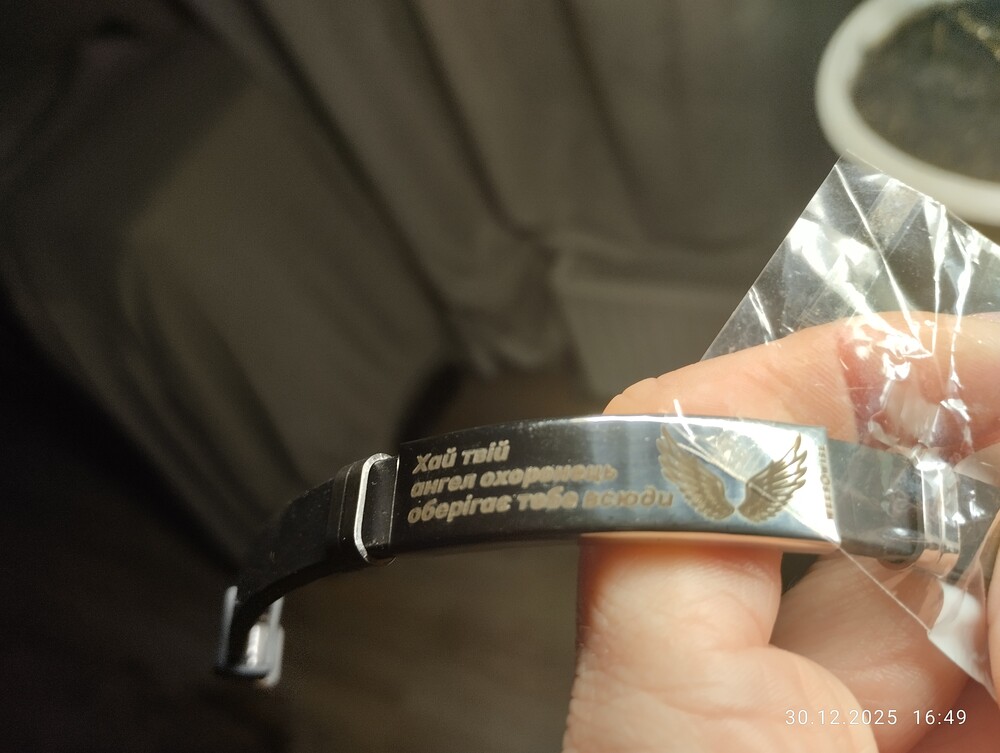 Хай твій
ангел охоронець
оберігає тебе всюди
30.12.2025 16:49